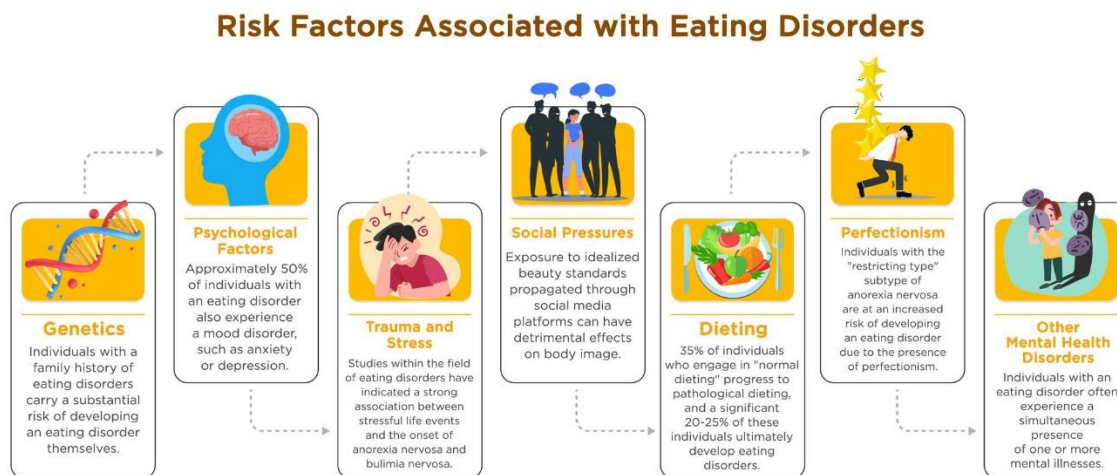 Risk Factors Associated with Eating Disorders
Genetics
Individuals with a
family history of
eating disorders
carry a substantial
risk of developing
an eating disorder
themselves.
Psychological
Factors
Approximately 50%
of individuals with
an eating disorder
also experience
a mood disorder,
such as anxiety
or depression.
Trauma and
Stress
Studies within the field
of eating disorders have
indicated a strong
association between
stressful life events
and the onset of
anorexia nervosa and
bulimia nervosa.
Social Pressures
Exposure to idealized
beauty standards
propagated through
social media
platforms can have
detrimental effects
on body image.
Dieting
35% of individuals
who engage in "normal
dieting" progress to
pathological dieting,
and a significant
20-25% of these
individuals ultimately
develop eating
disorders.
Perfectionism
Individuals with the
"restricting type"
subtype of
anorexia nervosa
are at an increased
risk of developing
an eating disorder
due to the presence
of perfectionism.
Other
Mental Health
Disorders
Individuals with an
eating disorder often
experience a
simultaneous
presence
of one or more
mental illnesses.